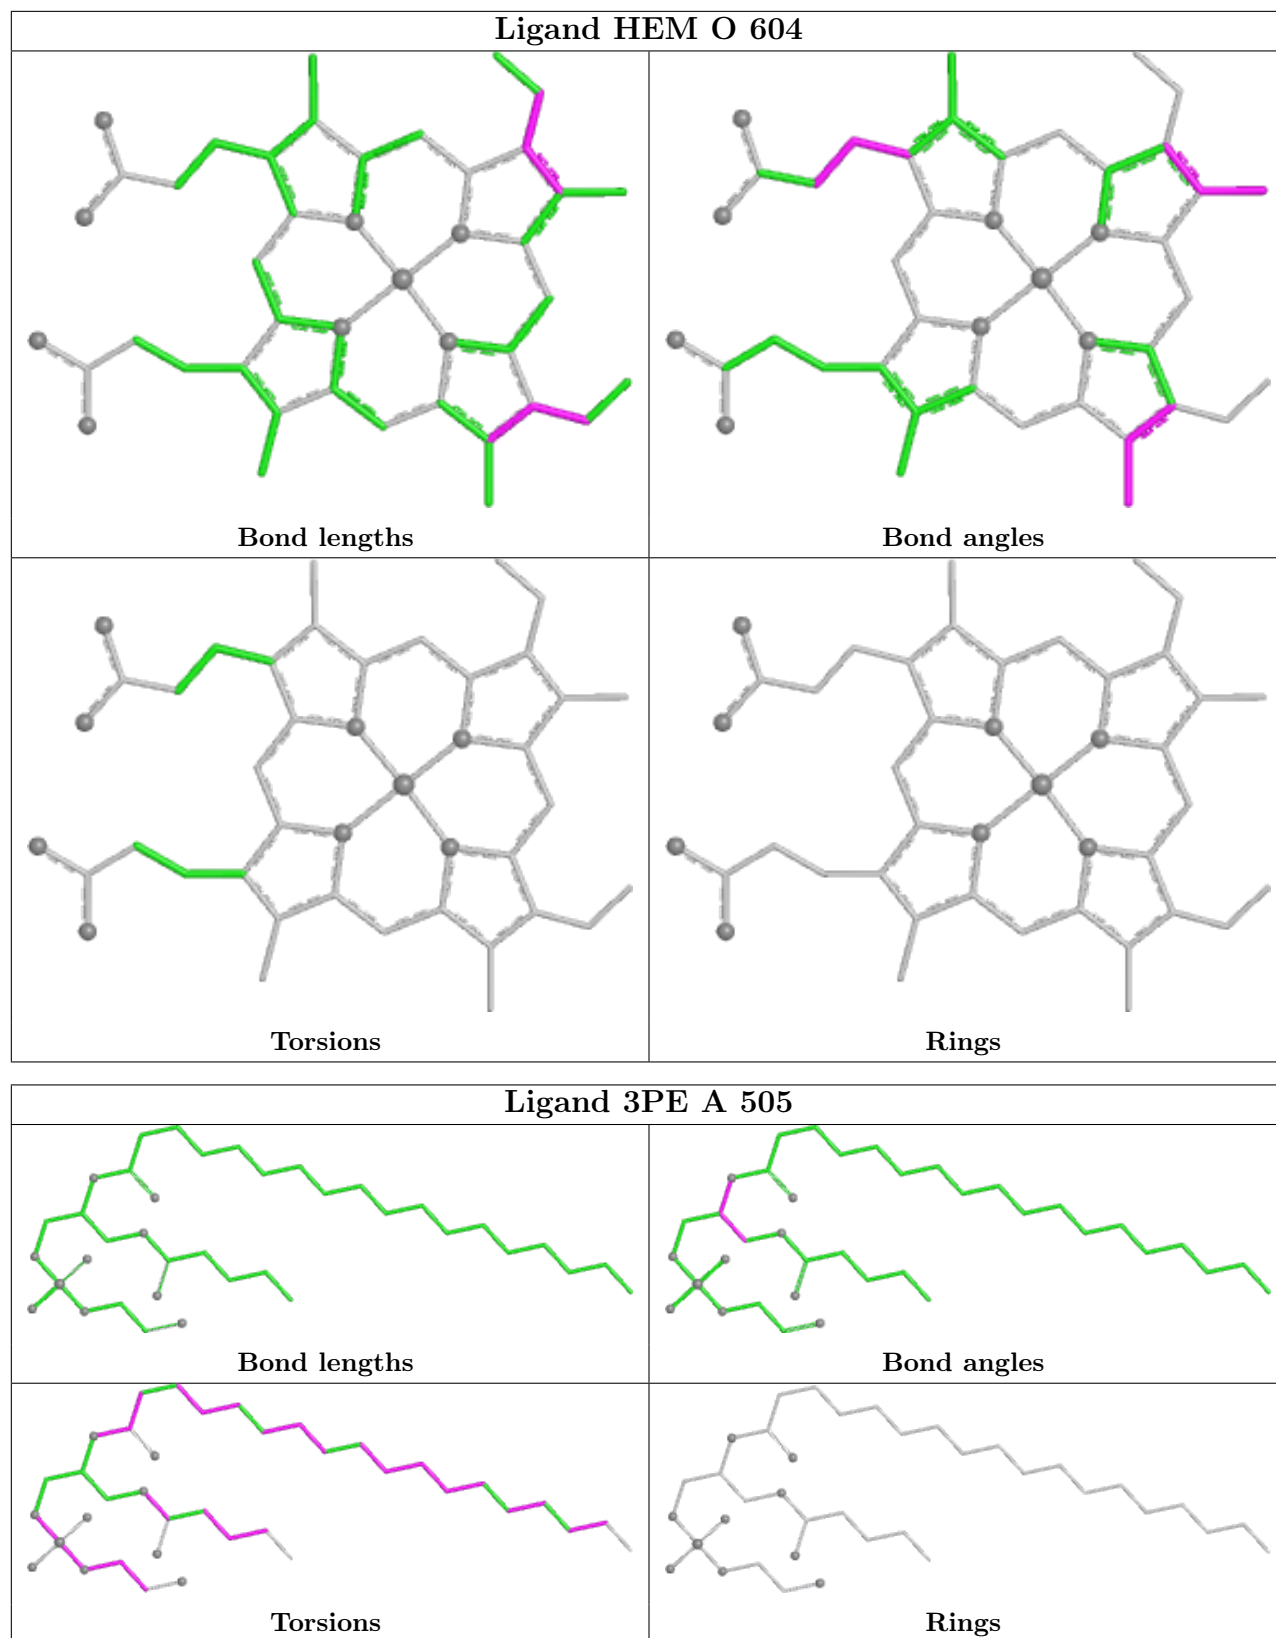 Ligand HEM O 604
Bond lengths
Bond angles
Torsions
Rings
Ligand 3PE A 505
Bond lengths
Bond angles
Torsions
Rings